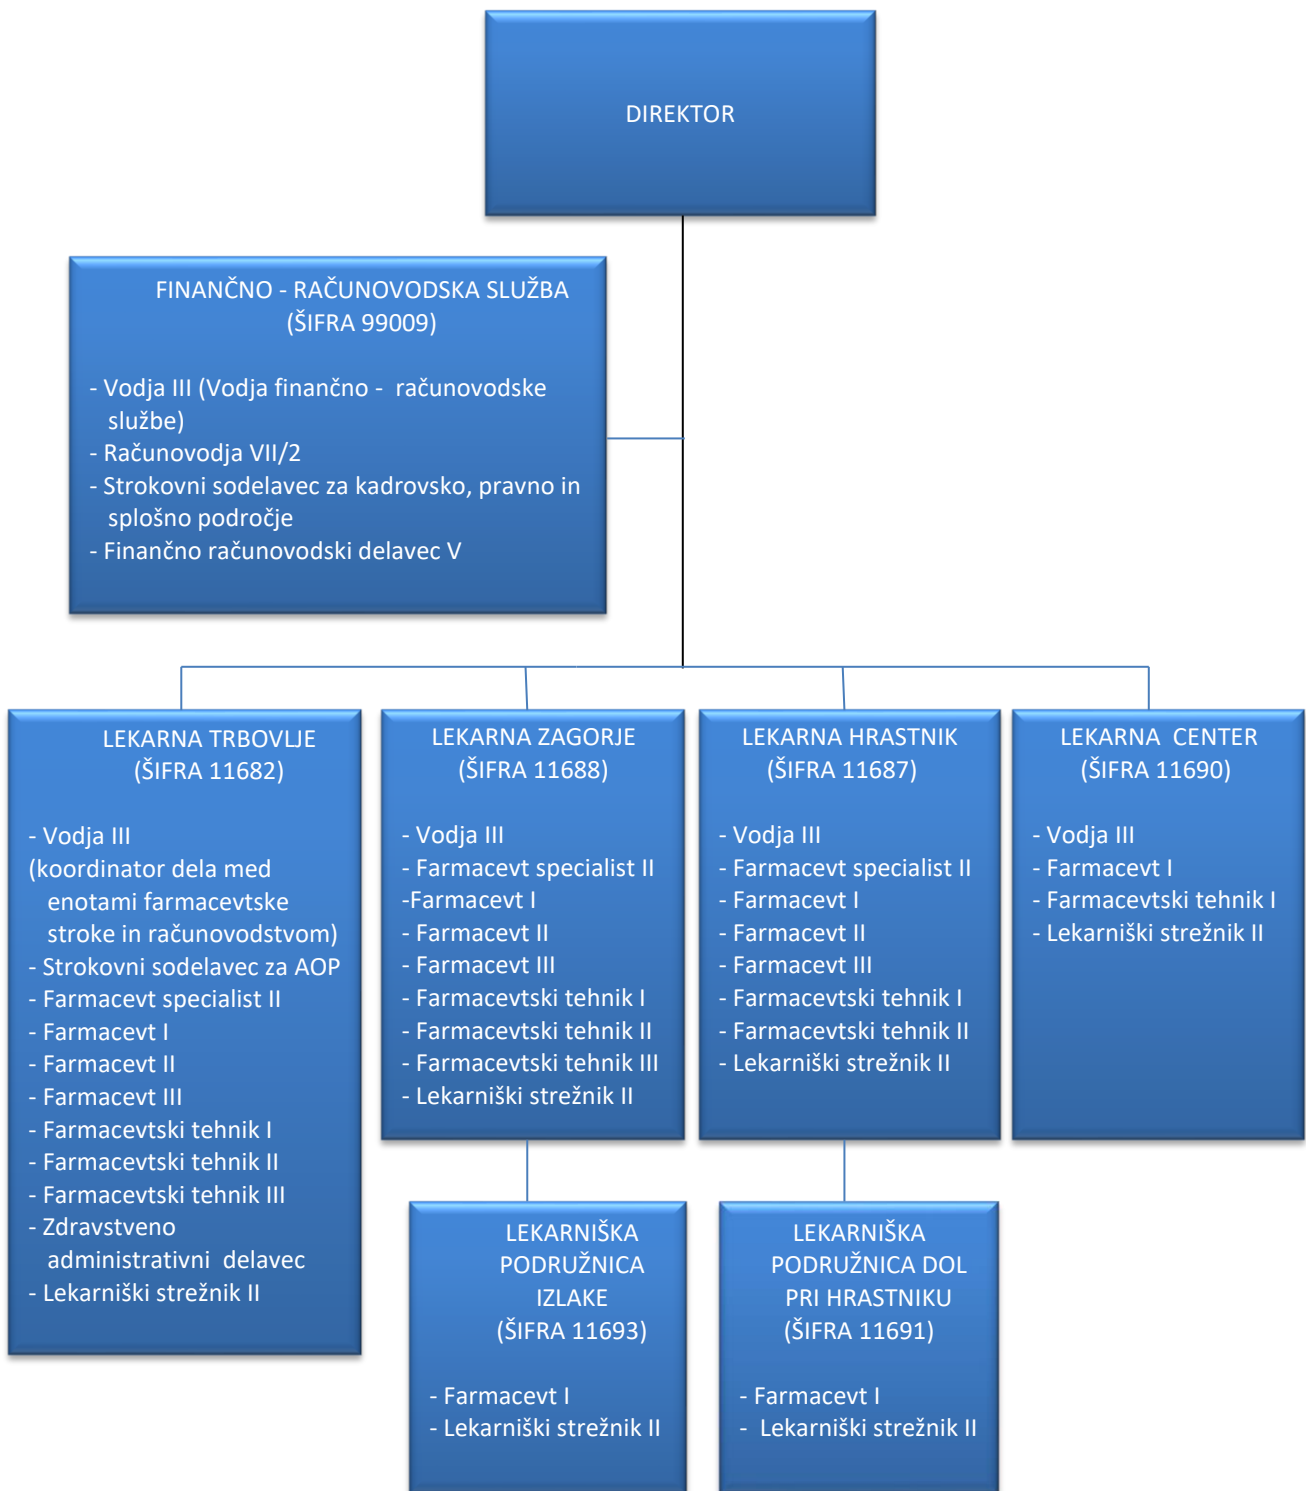 DIREKTOR
FINANČNO - RAČUNOVODSKA SLUŽBA
(ŠIFRA 99009)
- Vodja III (Vodja finančno -  računovodske
službe)
- Računovodja VII/2
- Strokovni sodelavec za kadrovsko, pravno in
splošno področje
- Finančno računovodski delavec V
LEKARNA TRBOVLJE
(ŠIFRA 11682)
- Vodja III
(koordinator dela med
enotami farmacevtske
stroke in računovodstvom)
- Strokovni sodelavec za AOP
- Farmacevt specialist II
- Farmacevt I
- Farmacevt II
- Farmacevt III
- Farmacevtski tehnik I
- Farmacevtski tehnik II
- Farmacevtski tehnik III
- Zdravstveno
administrativni  delavec
- Lekarniški strežnik II
LEKARNA ZAGORJE
(ŠIFRA 11688)
- Vodja III
- Farmacevt specialist II
-Farmacevt I
- Farmacevt II
- Farmacevt III
- Farmacevtski tehnik I
- Farmacevtski tehnik II
- Farmacevtski tehnik III
- Lekarniški strežnik II
LEKARNA HRASTNIK
(ŠIFRA 11687)
- Vodja III
- Farmacevt specialist II
- Farmacevt I
- Farmacevt II
- Farmacevt III
- Farmacevtski tehnik I
- Farmacevtski tehnik II
- Lekarniški strežnik II
LEKARNA  CENTER
(ŠIFRA 11690)
- Vodja III
- Farmacevt I
- Farmacevtski tehnik I
- Lekarniški strežnik II
LEKARNIŠKA
PODRUŽNICA
IZLAKE
(ŠIFRA 11693)
- Farmacevt I
- Lekarniški strežnik II
LEKARNIŠKA
PODRUŽNICA DOL
PRI HRASTNIKU
(ŠIFRA 11691)
- Farmacevt I
-  Lekarniški strežnik II